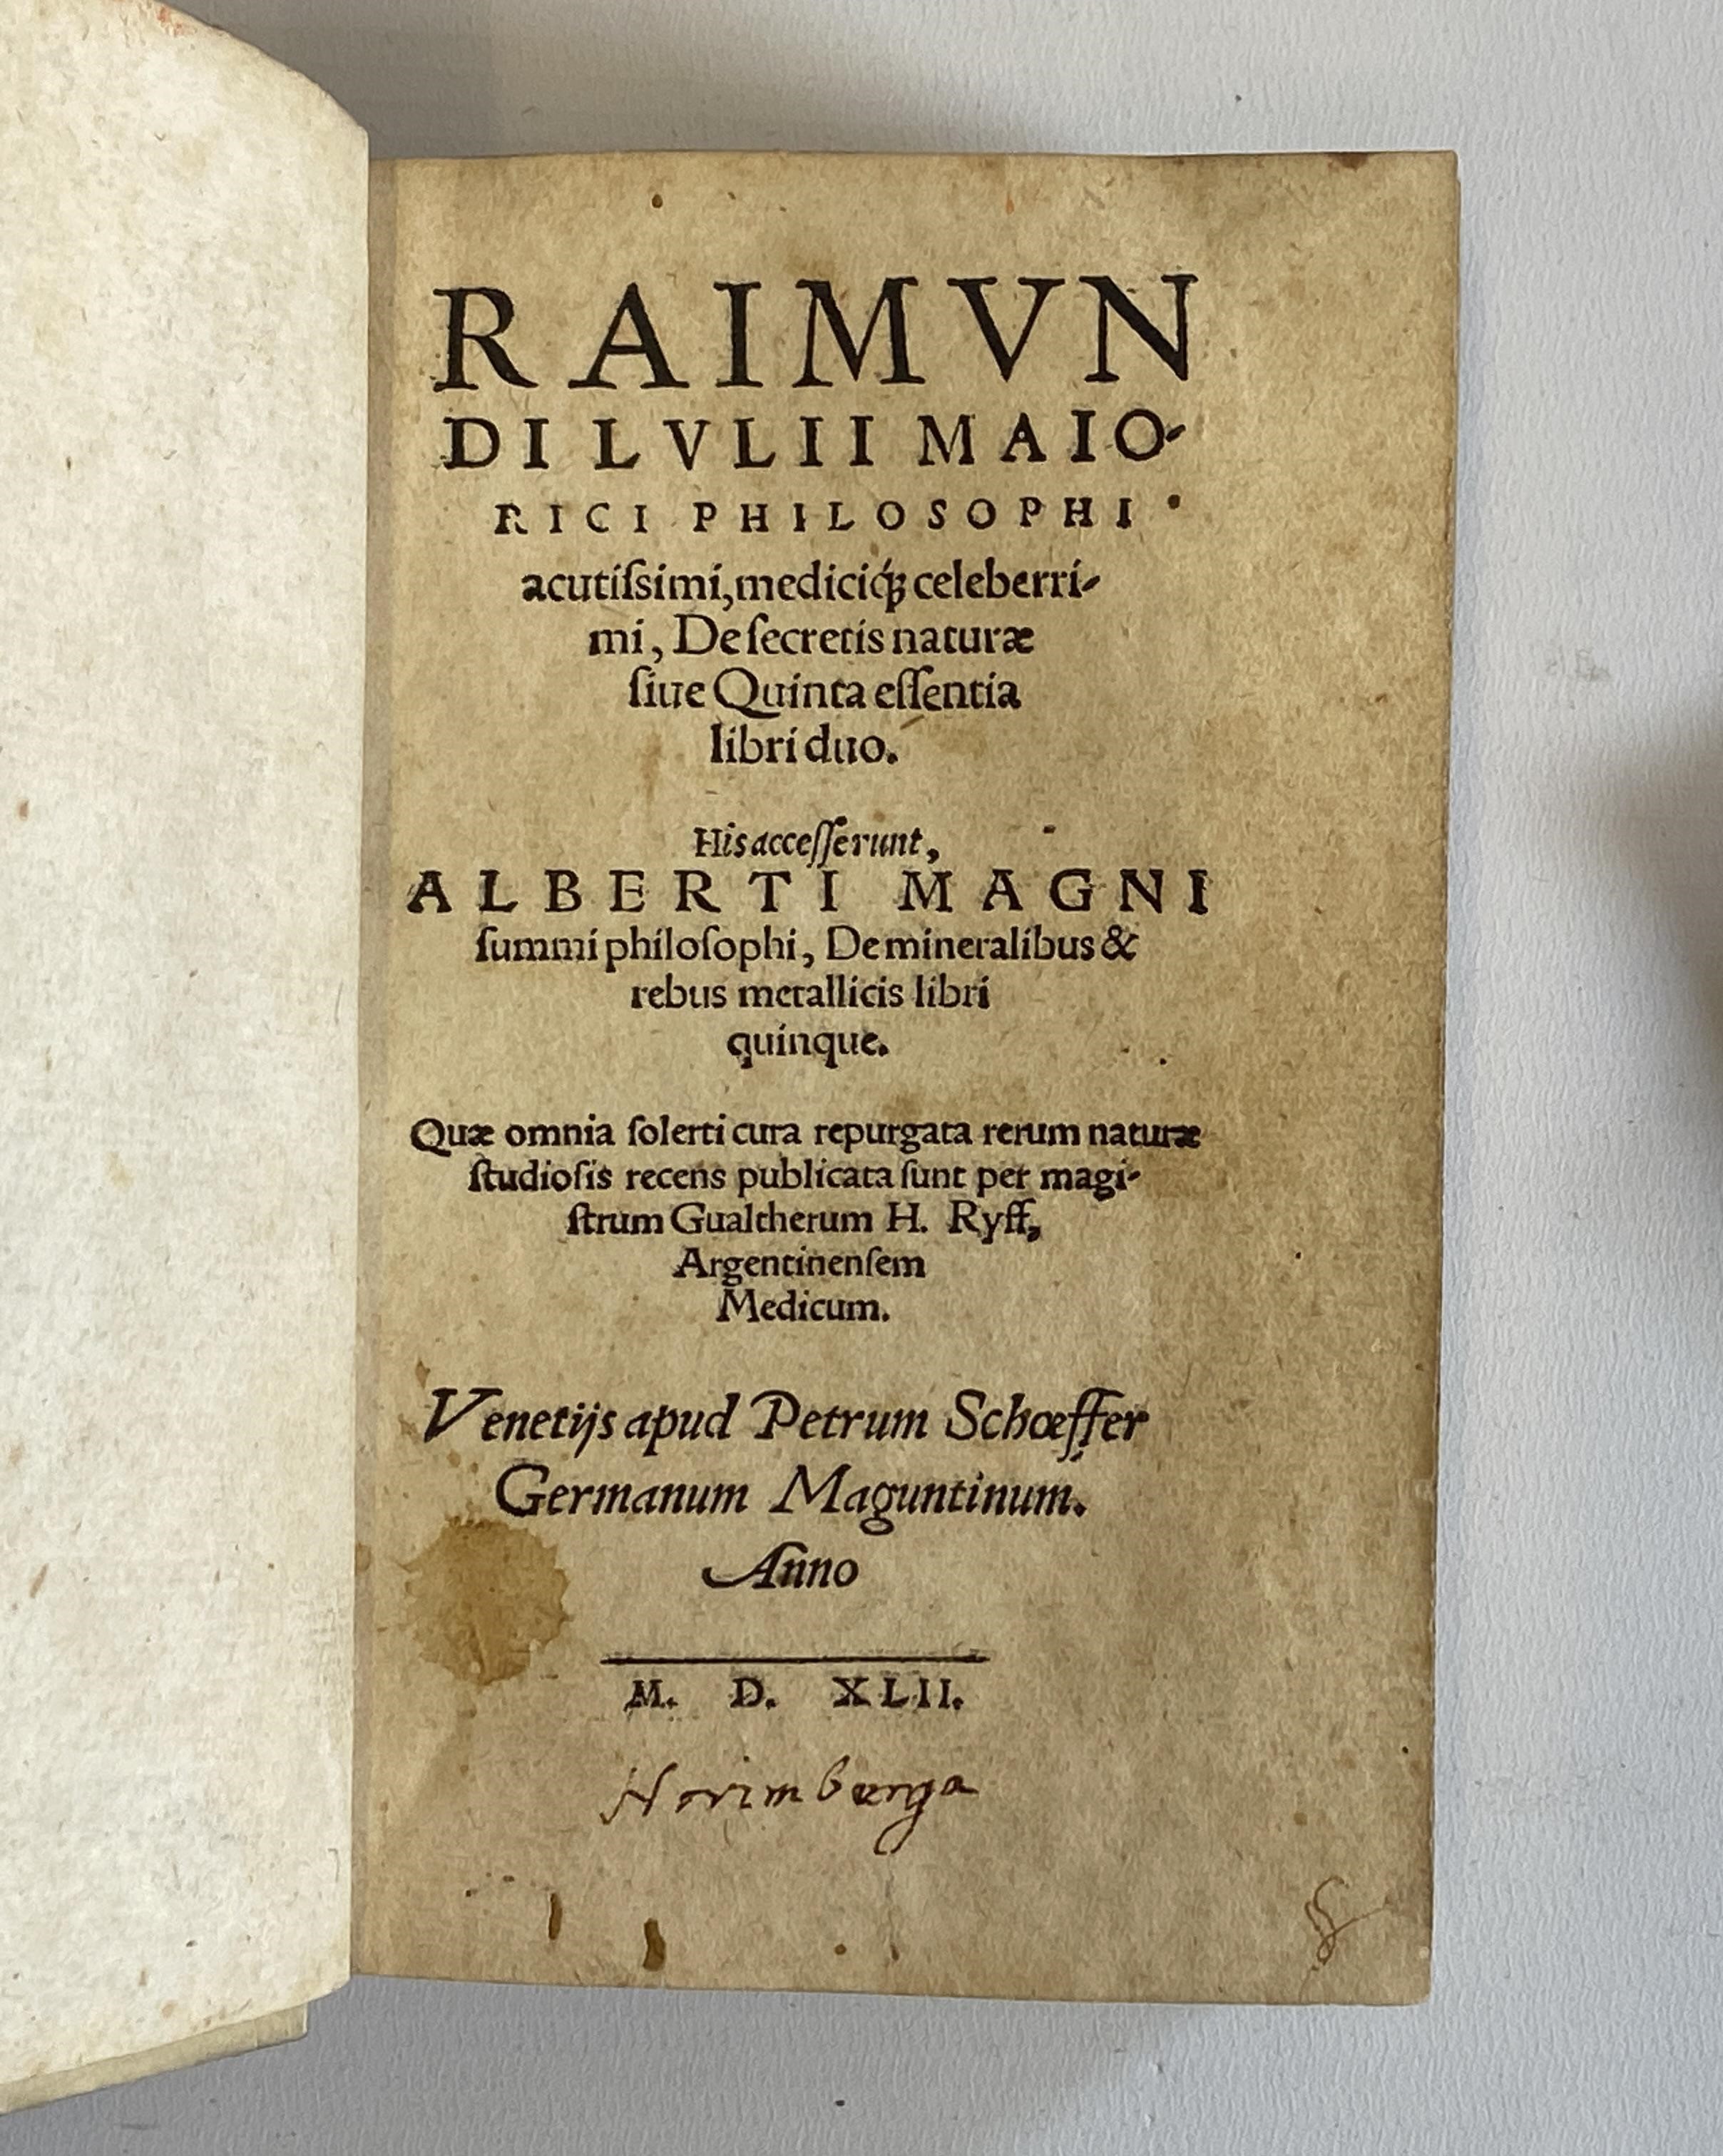 RAIMVN
DI LVLII MAIO-
RICI PHILOSOPHI
acutiſsimi, mediciq́ꝫ celeberri-
mi, De ſecretis naturæ
ſiue Quinta eſſentia
libri duo.
His acceſſerunt,
ALBERTI MAGNI
ſummi philoſophi, De mineralibus &
rebus metallicis libri
quinque.
Quæ omnia ſolerti cura repurgata rerum naturæ
ſtudioſis recens publicata ſunt per magi-
ſtrum Gualtherum H. Ryff,
Argentinenſem
Medicum.
Venetijs apud Petrum Schœffer
Germanum Maguntinum.
Anno
M. D. XLII.
Norimberga